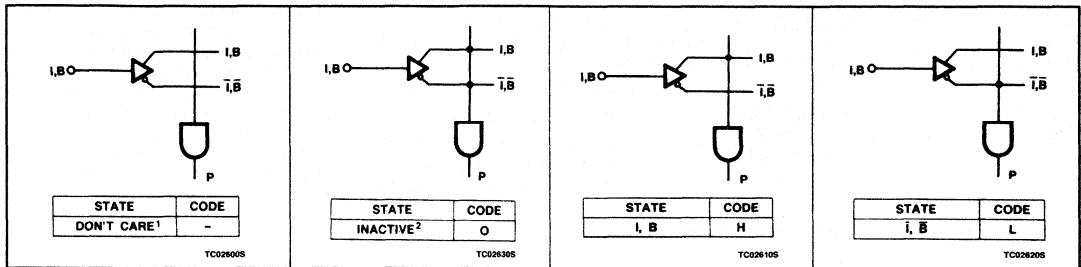 I,B
I,B
Ī,B̄
P
STATE CODE
DON'T CARE¹ –
TC02600S
I,B
I,B
Ī,B̄
P
STATE CODE
INACTIVE² O
TC02630S
I,B
I,B
Ī,B̄
P
STATE CODE
I, B H
TC02610S
I,B
I,B
Ī,B̄
P
STATE CODE
Ī, B̄ L
TC02620S